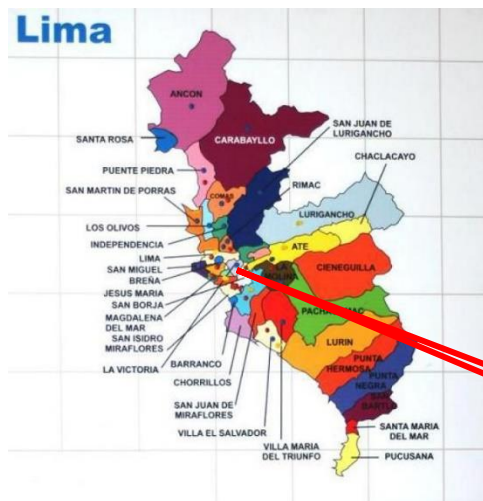 Lima
ANCON
SAN JUAN DE
LURIGANCHO
SANTA ROSA
CARABAYLLO
CHACLACAYO
PUENTE PIEDRA
RIMAC
SAN MARTIN DE PORRAS
COMAS
LURIGANCHO
LOS OLIVOS
INDEPENDENCIA
ATE
LIMA
SAN MIGUEL
LA
MOLINA
CIENEGUILLA
BREÑA
JESUS MARIA
SAN BORJA
MAGDALENA
DEL MAR
SAN ISIDRO
MIRAFLORES
LURIN
PUNTA
HERMOSA
LA VICTORIA
BARRANCO
PUNTA
NEGRA
CHORRILLOS
SAN JUAN DE
MIRAFLORES
SANTA MARIA
DEL MAR
VILLA EL SALVADOR
VILLA MARIA
DEL TRIUNFO
PUCUSANA